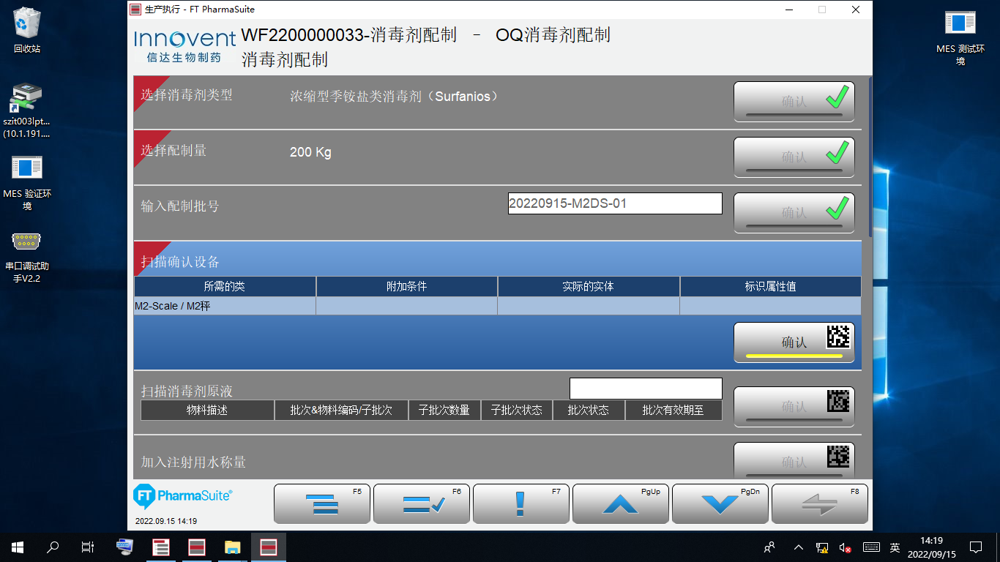 回收站
szit003lpt...
(10.1.191....
MES 验证环
境
串口调试助
手V2.2
MES 测试环
境
生产执行 - FT PharmaSuite
Innovent
信达生物制药
WF2200000033-消毒剂配制 - OQ消毒剂配制
消毒剂配制
选择消毒剂类型 浓缩型季铵盐类消毒剂（Surfanios） 确认
选择配制量 200 Kg 确认
输入配制批号 20220915-M2DS-01 确认
扫描确认设备
所需的类 附加条件 实际的实体 标识属性值
M2-Scale / M2秤
确认
扫描消毒剂原液
物料描述 批次&物料编码/子批次 子批次数量 子批次状态 批次状态 批次有效期至 确认
加入注射用水称量 确认
FT PharmaSuite®
2022.09.15 14:19
F5 F6 F7 PgUp PgDn F8
英
14:19
2022/09/15